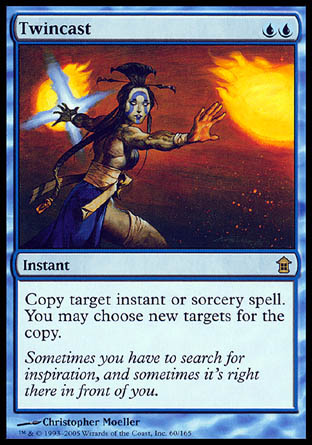 Twincast
Instant
Copy target instant or sorcery spell.
You may choose new targets for the
copy.
Sometimes you have to search for
inspiration, and sometimes it's right
there in front of you.
Christopher Moeller
™ & © 1993–2005 Wizards of the Coast, Inc. 60/165